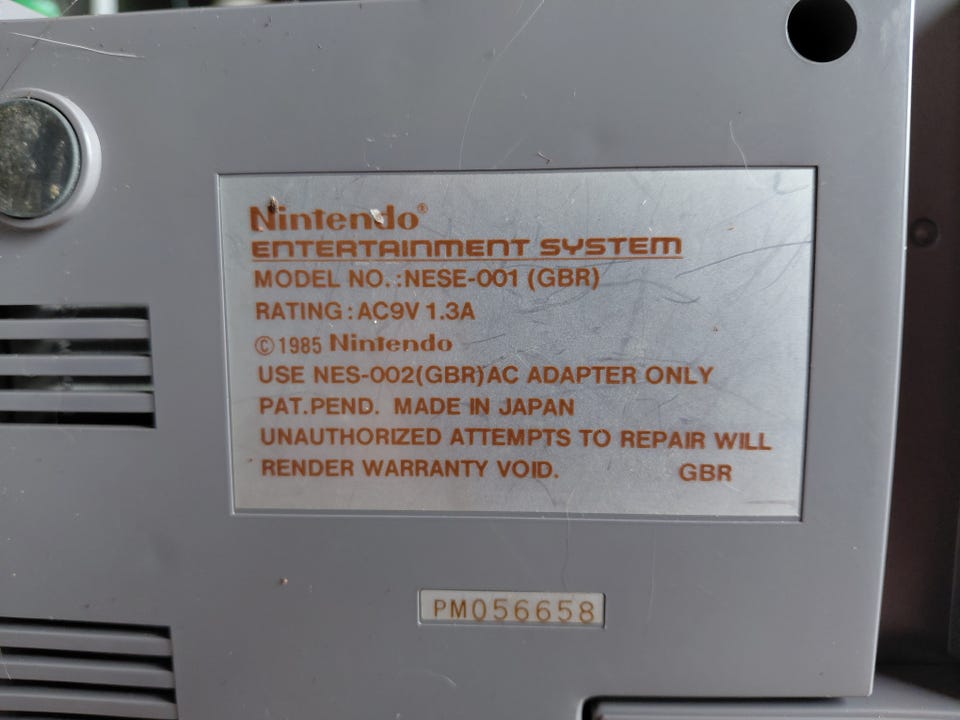 Nintendo®
ENTERTAINMENT SYSTEM
MODEL NO.:NESE-001 (GBR)
RATING:AC9V 1.3A
©1985 Nintendo
USE NES-002(GBR)AC ADAPTER ONLY
PAT.PEND. MADE IN JAPAN
UNAUTHORIZED ATTEMPTS TO REPAIR WILL
RENDER WARRANTY VOID. GBR
PM056658